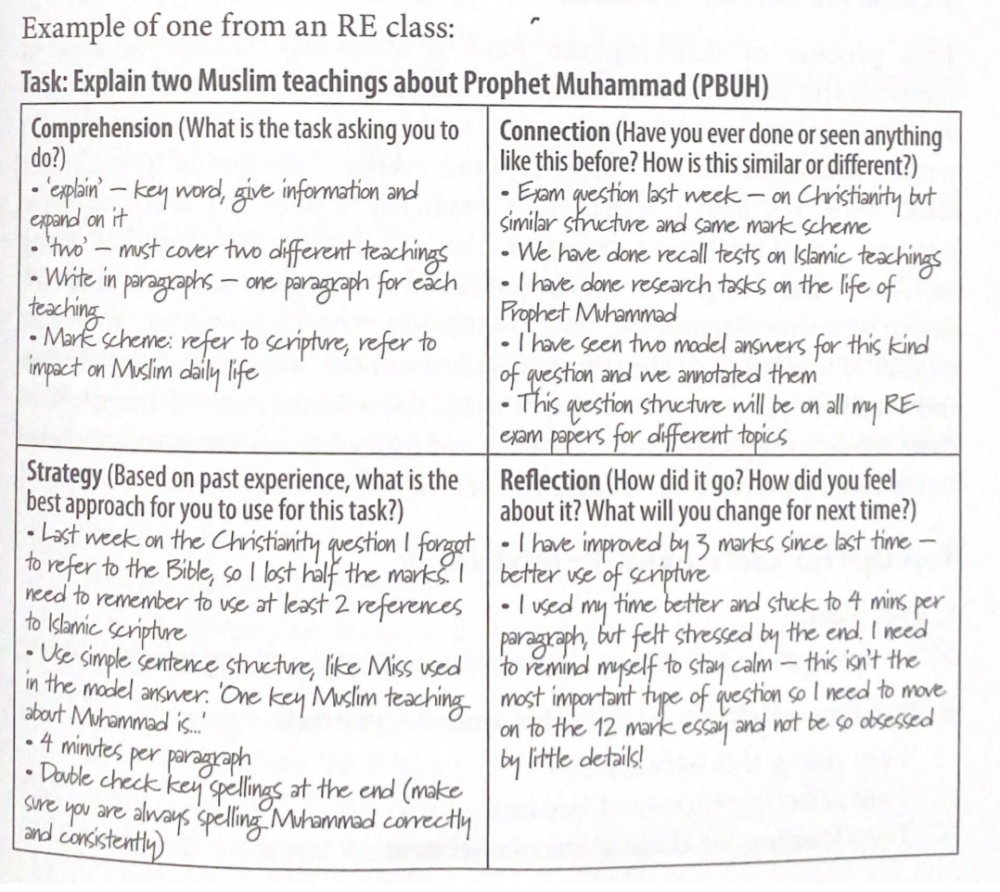 Example of one from an RE class:
Task: Explain two Muslim teachings about Prophet Muhammad (PBUH)
Comprehension (What is the task asking you to
do?)
• 'explain' – key word, give information and
expand on it
• 'two' – must cover two different teachings
• Write in paragraphs – one paragraph for each
teaching
• Mark scheme: refer to scripture, refer to
impact on Muslim daily life
Connection (Have you ever done or seen anything
like this before? How is this similar or different?)
• Exam question last week – on Christianity but
similar structure and same mark scheme
• We have done recall tests on Islamic teachings
• I have done research tasks on the life of
Prophet Muhammad
• I have seen two model answers for this kind
of question and we annotated them
• This question structure will be on all my RE
exam papers for different topics
Strategy (Based on past experience, what is the
best approach for you to use for this task?)
• Last week on the Christianity question I forgot
to refer to the Bible, so I lost half the marks. I
need to remember to use at least 2 references
to Islamic scripture
• Use simple sentence structure, like Miss used
in the model answer: 'One key Muslim teaching
about Muhammad is...'
• 4 minutes per paragraph
• Double check key spellings at the end (make
sure you are always spelling Muhammad correctly
and consistently)
Reflection (How did it go? How did you feel
about it? What will you change for next time?)
• I have improved by 3 marks since last time –
better use of scripture
• I used my time better and stuck to 4 mins per
paragraph, but felt stressed by the end. I need
to remind myself to stay calm – this isn't the
most important type of question so I need to move
on to the 12 mark essay and not be so obsessed
by little details!